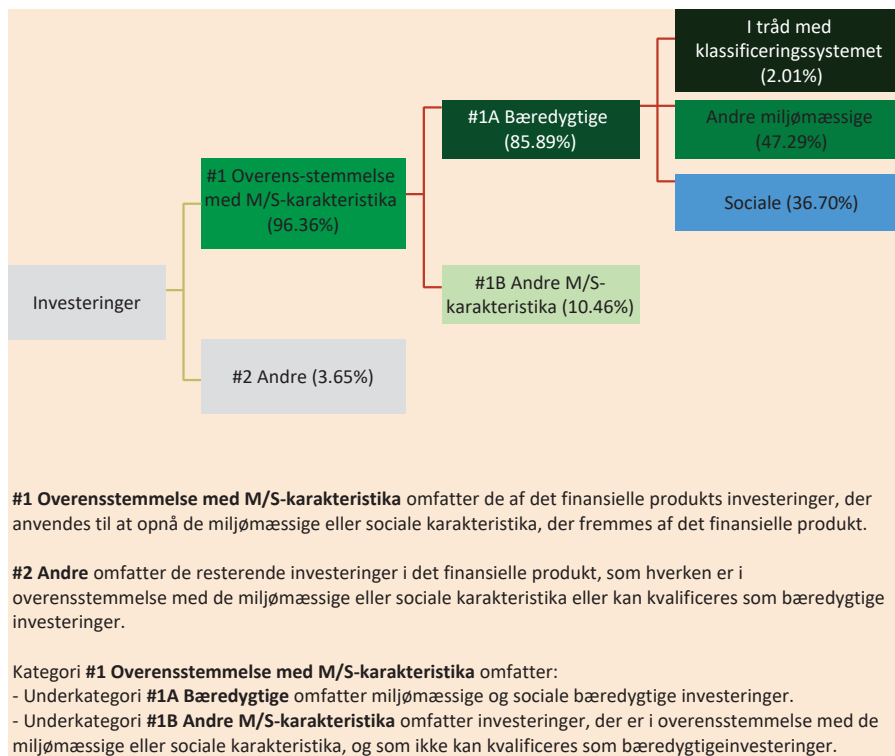 I tråd med
klassificeringssystemet
(2.01%)
#1A Bæredygtige
(85.89%)
Andre miljømæssige
(47.29%)
#1 Overens-stemmelse
med M/S-karakteristika
(96.36%)
Sociale (36.70%)
Investeringer
#1B Andre M/S-
karakteristika (10.46%)
#2 Andre (3.65%)
#1 Overensstemmelse med M/S-karakteristika omfatter de af det finansielle produkts investeringer, der
anvendes til at opnå de miljømæssige eller sociale karakteristika, der fremmes af det finansielle produkt.
#2 Andre omfatter de resterende investeringer i det finansielle produkt, som hverken er i
overensstemmelse med de miljømæssige eller sociale karakteristika eller kan kvalificeres som bæredygtige
investeringer.
Kategori #1 Overensstemmelse med M/S-karakteristika omfatter:
- Underkategori #1A Bæredygtige omfatter miljømæssige og sociale bæredygtige investeringer.
- Underkategori #1B Andre M/S-karakteristika omfatter investeringer, der er i overensstemmelse med de
miljømæssige eller sociale karakteristika, og som ikke kan kvalificeres som bæredygtigeinvesteringer.